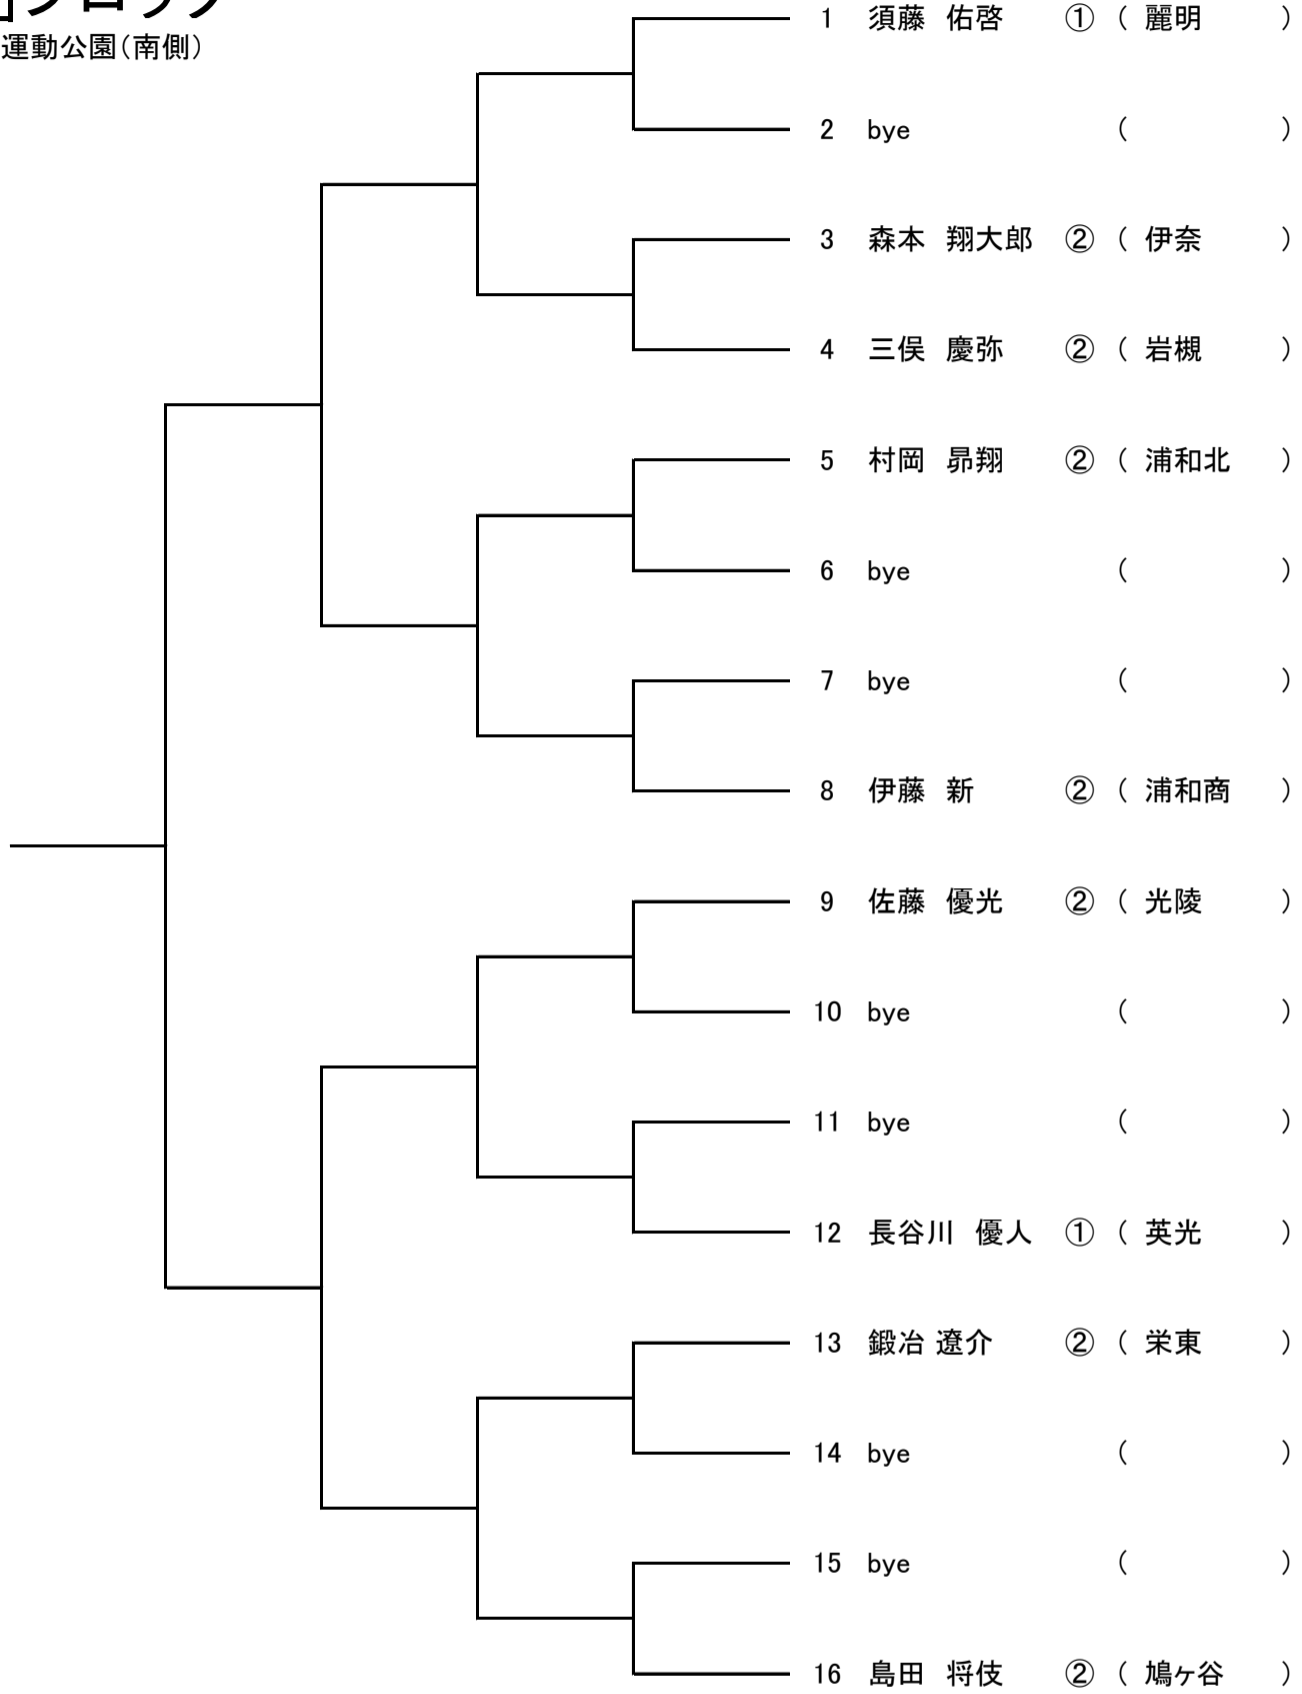 ブロック
運動公園(南側)
1 須藤 佑啓 ① ( 麗明 )
2 bye ( )
3 森本 翔大郎 ② ( 伊奈 )
4 三俣 慶弥 ② ( 岩槻 )
5 村岡 昴翔 ② ( 浦和北 )
6 bye ( )
7 bye ( )
8 伊藤 新 ② ( 浦和商 )
9 佐藤 優光 ② ( 光陵 )
10 bye ( )
11 bye ( )
12 長谷川 優人 ① ( 英光 )
13 鍛冶 遼介 ② ( 栄東 )
14 bye ( )
15 bye ( )
16 島田 将伎 ② ( 鳩ヶ谷 )